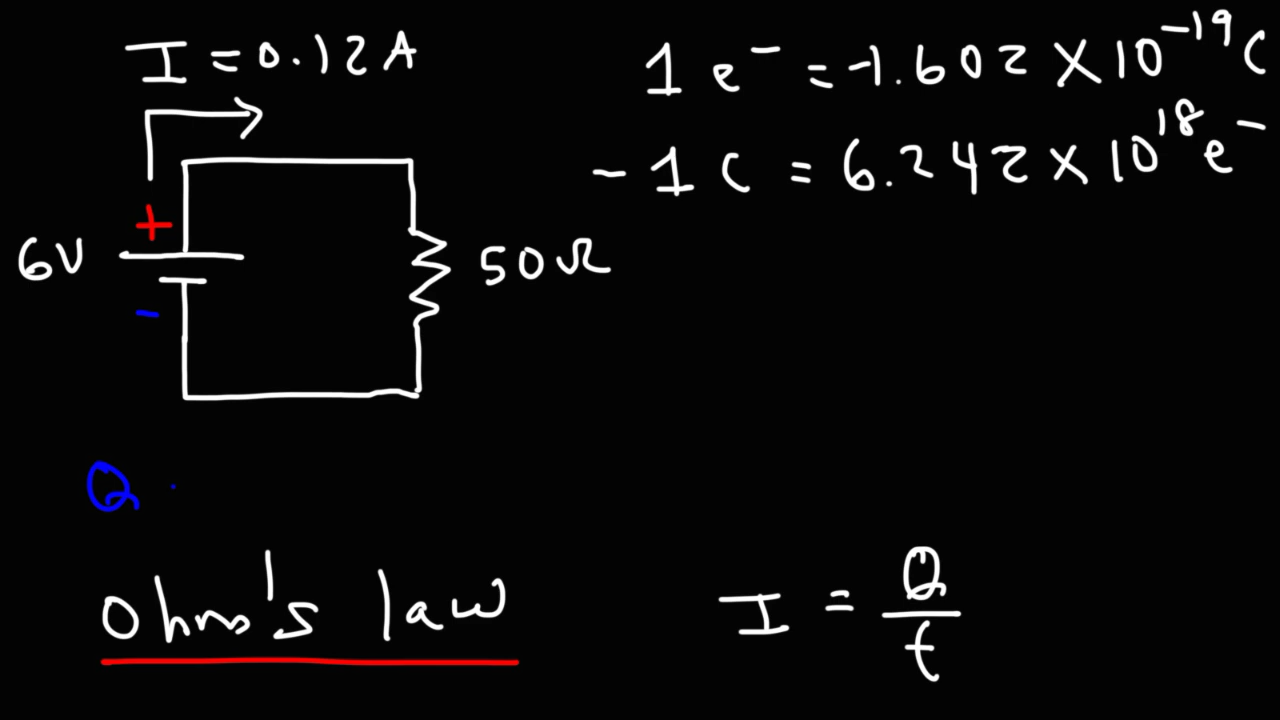 I = 0.12A
1 e⁻ = -1.602 × 10⁻¹⁹ C
- 1 C = 6.242 × 10¹⁸ e⁻
+
6V
50Ω
-
Q
Ohm's law
I = Q/t